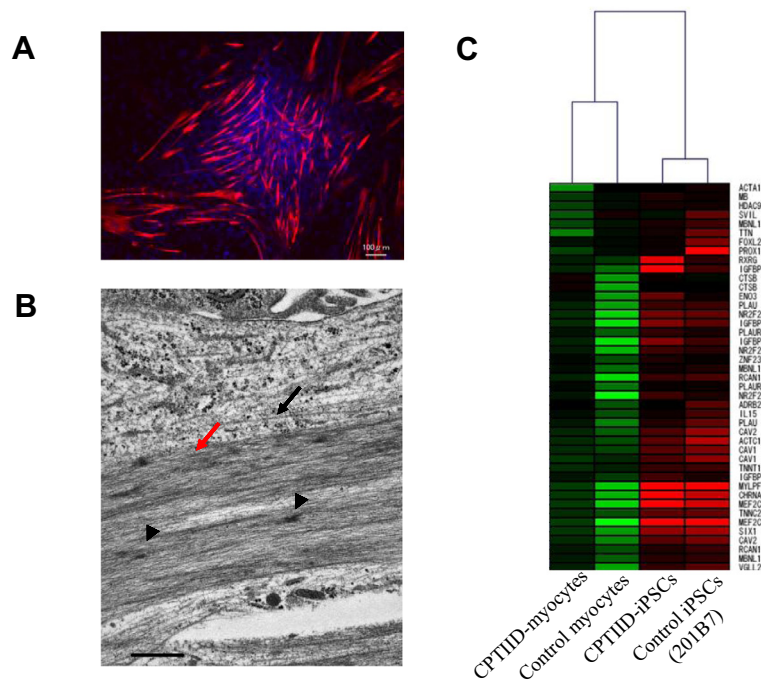 A
100μm
B
C
ACTA1
MB
HDAC9
SVIL
MBNL1
TTN
FOXL2
PROX1
RXRG
IGFBP
CTSB
CTSB
ENO3
PLAU
NR2F2
IGFBP
PLAUR
IGFBP
NR2F2
ZNF23
MBNL1
RCAN1
PLAUR
NR2F2
ADRB2
IL15
PLAU
CAV2
ACTC1
CAV1
CAV1
TNNT1
IGFBP
MYLPF
CHRNA
MEF2C
TNNC2
MEF2C
SIX1
CAV2
RCAN1
MBNL1
VGLL2
CPTIID-myocytes
Control myocytes
CPTIID-iPSCs
Control iPSCs
(201B7)